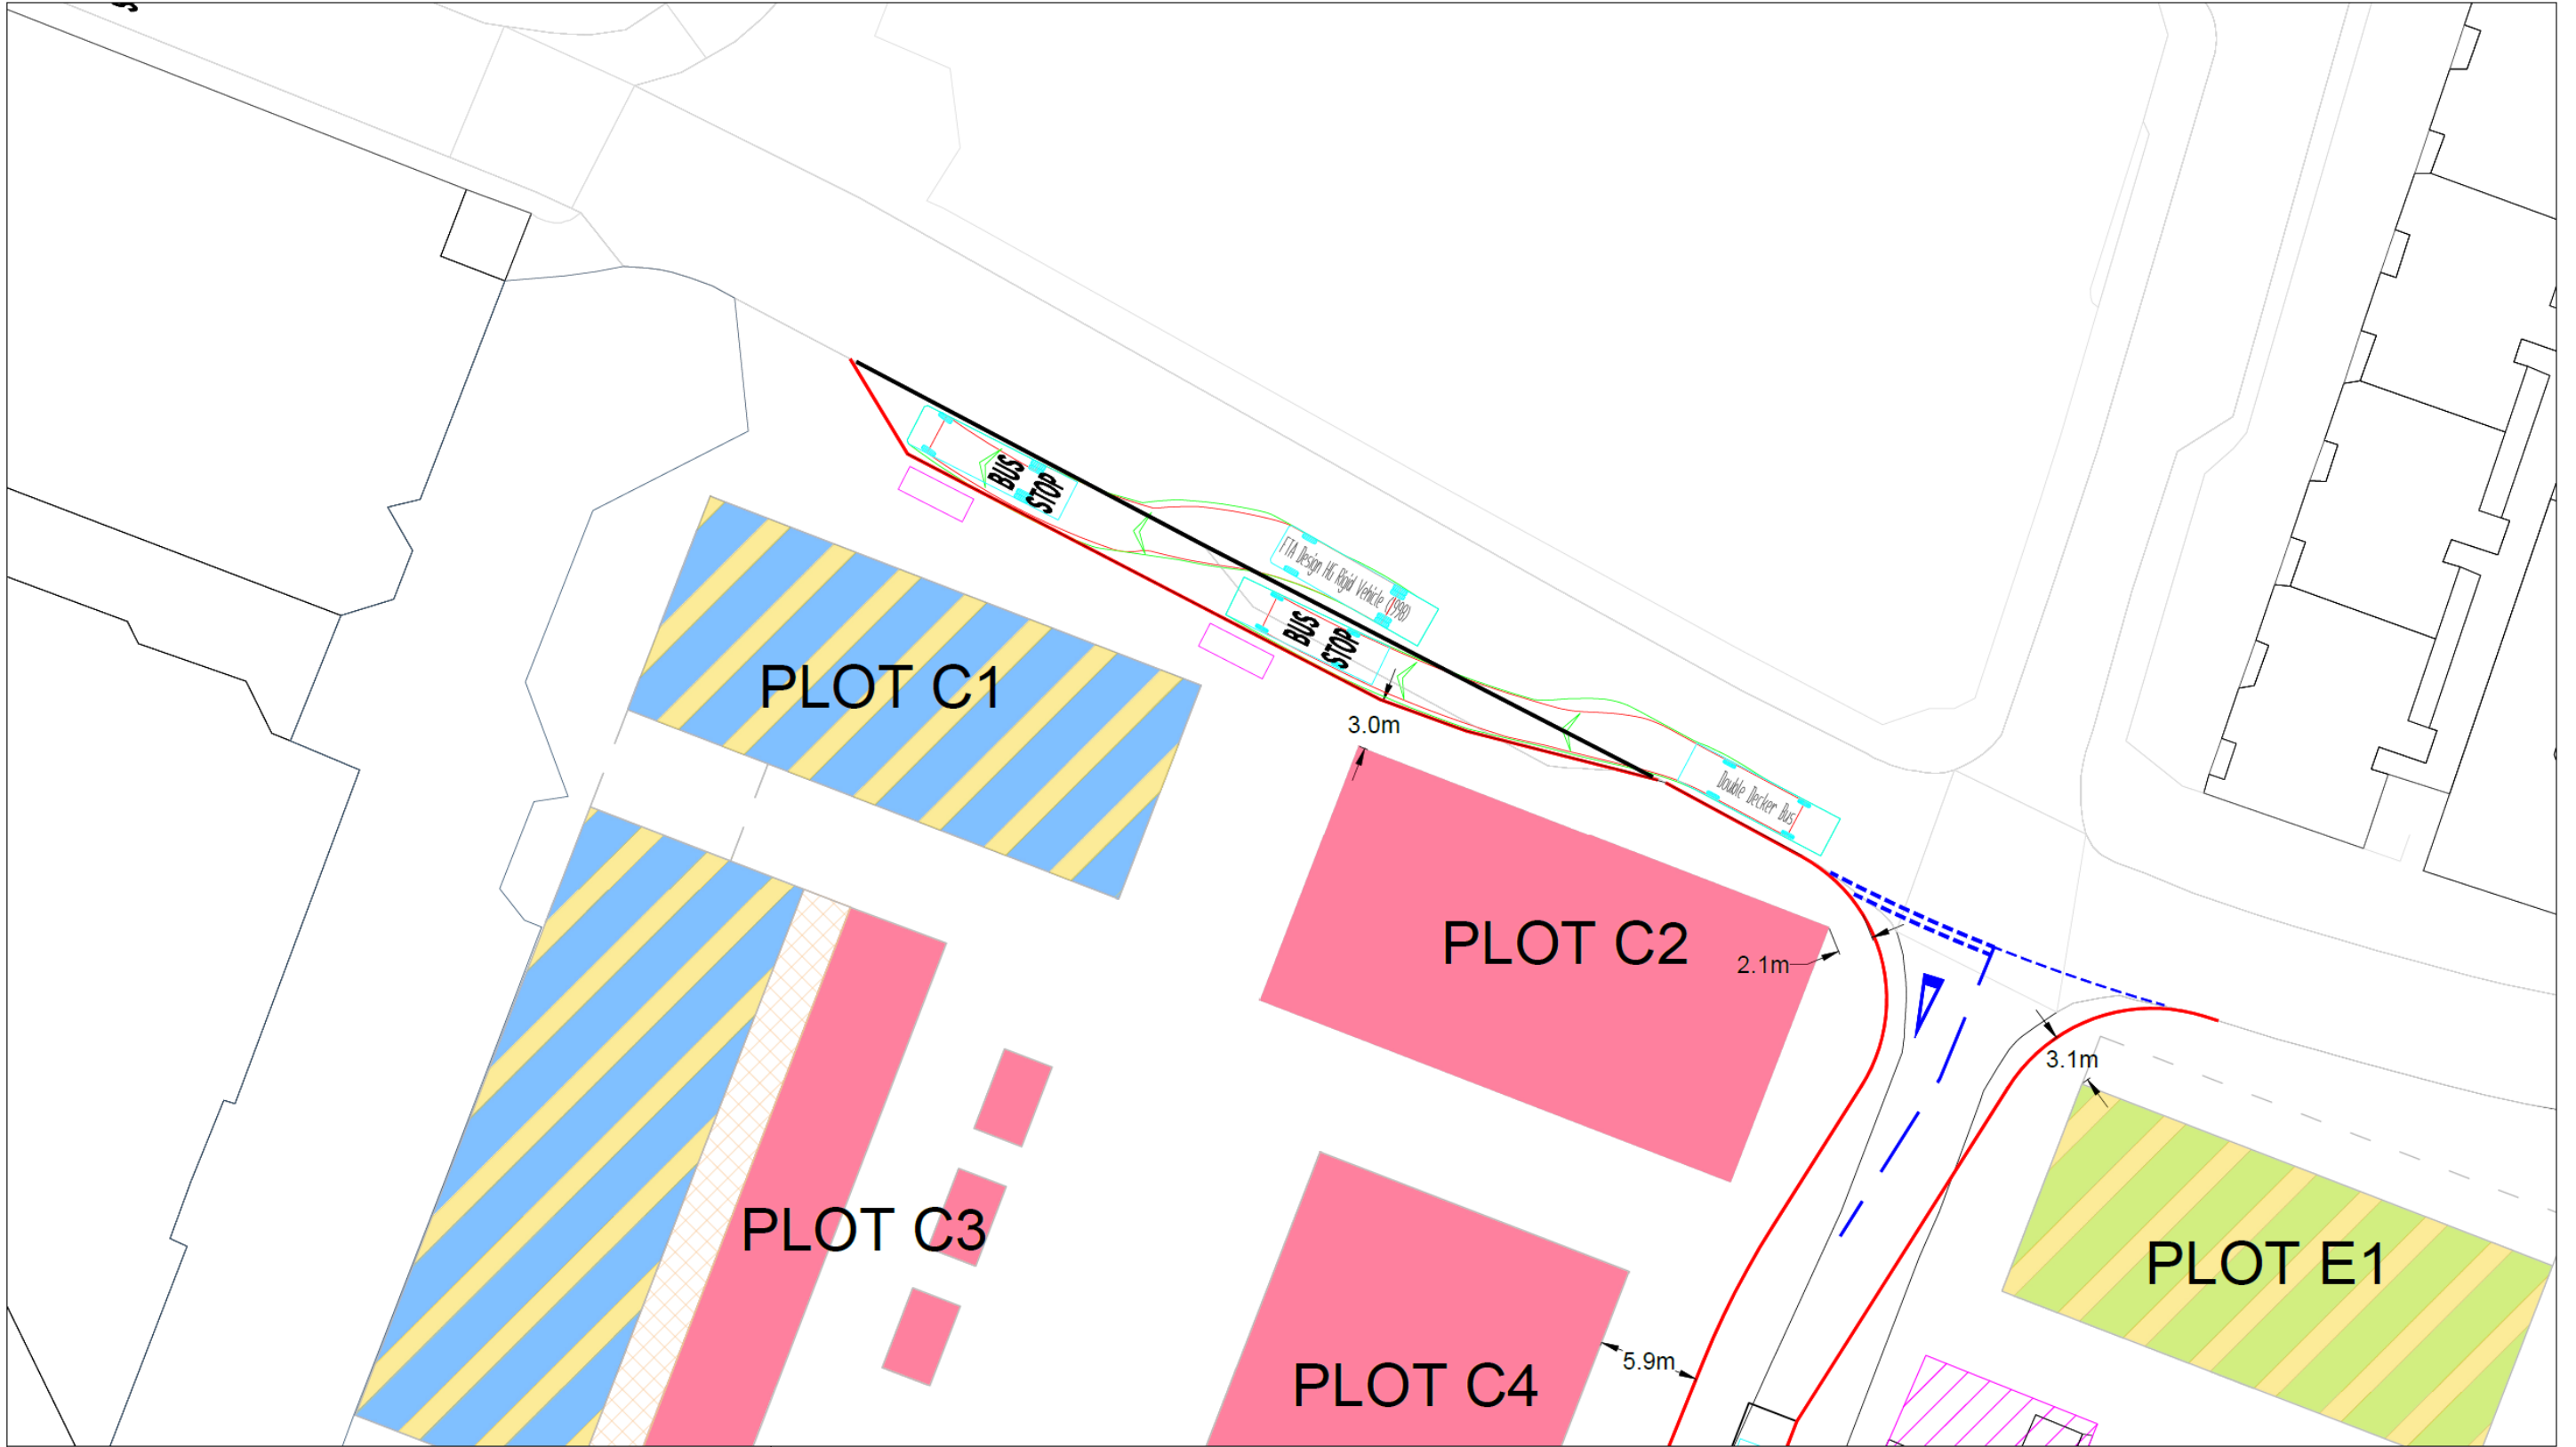 BUS
STOP
FTA Design HG Rigid Vehicle (1998)
BUS
STOP
PLOT C1
3.0m
Double Decker Bus
PLOT C2
2.1m
3.1m
PLOT C3
PLOT E1
5.9m
PLOT C4